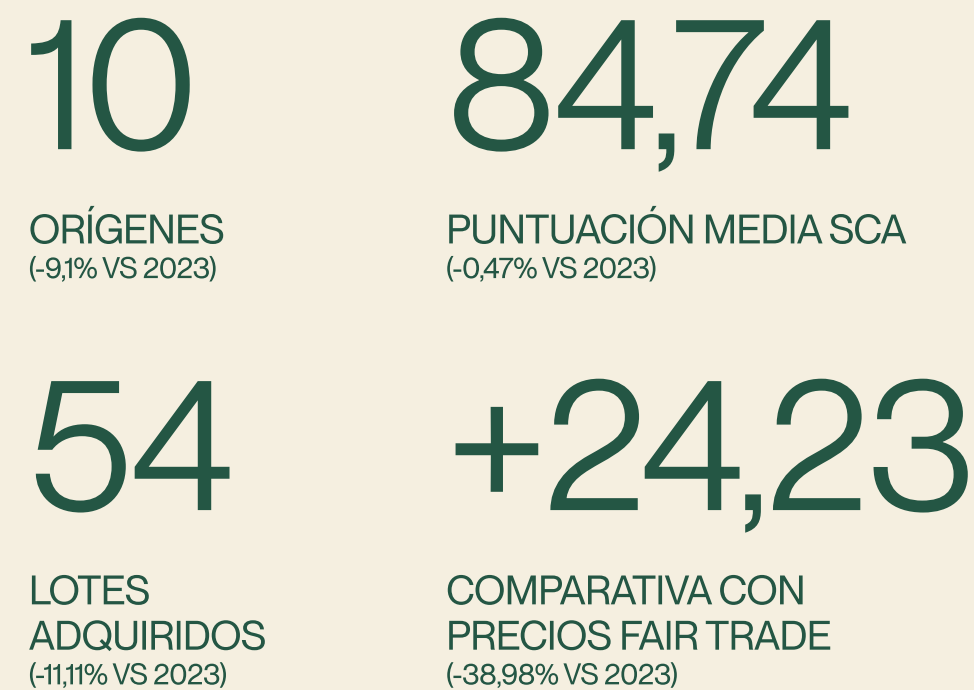 10
ORÍGENES
(-9,1% VS 2023)
84,74
PUNTUACIÓN MEDIA SCA
(-0,47% VS 2023)
54
LOTES
ADQUIRIDOS
(-11,11% VS 2023)
+24,23
COMPARATIVA CON
PRECIOS FAIR TRADE
(-38,98% VS 2023)